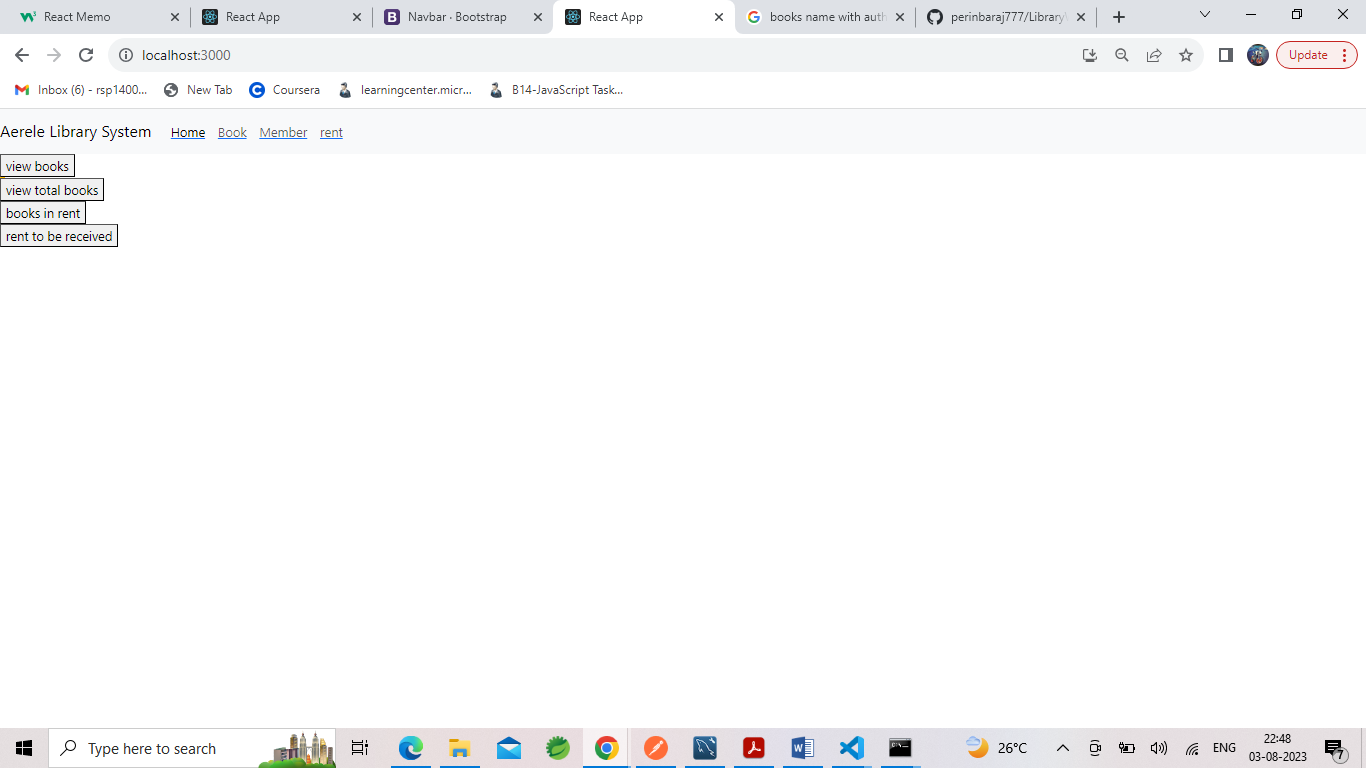 React Memo React App Navbar · Bootstrap React App books name with auth perinbaraj777/Library
localhost:3000 Update
Inbox (6) - rsp1400... New Tab Coursera learningcenter.micr... B14-JavaScript Task...
Aerele Library System Home Book Member rent
view books
view total books
books in rent
rent to be received
Type here to search 26°C ENG 22:48
03-08-2023 7